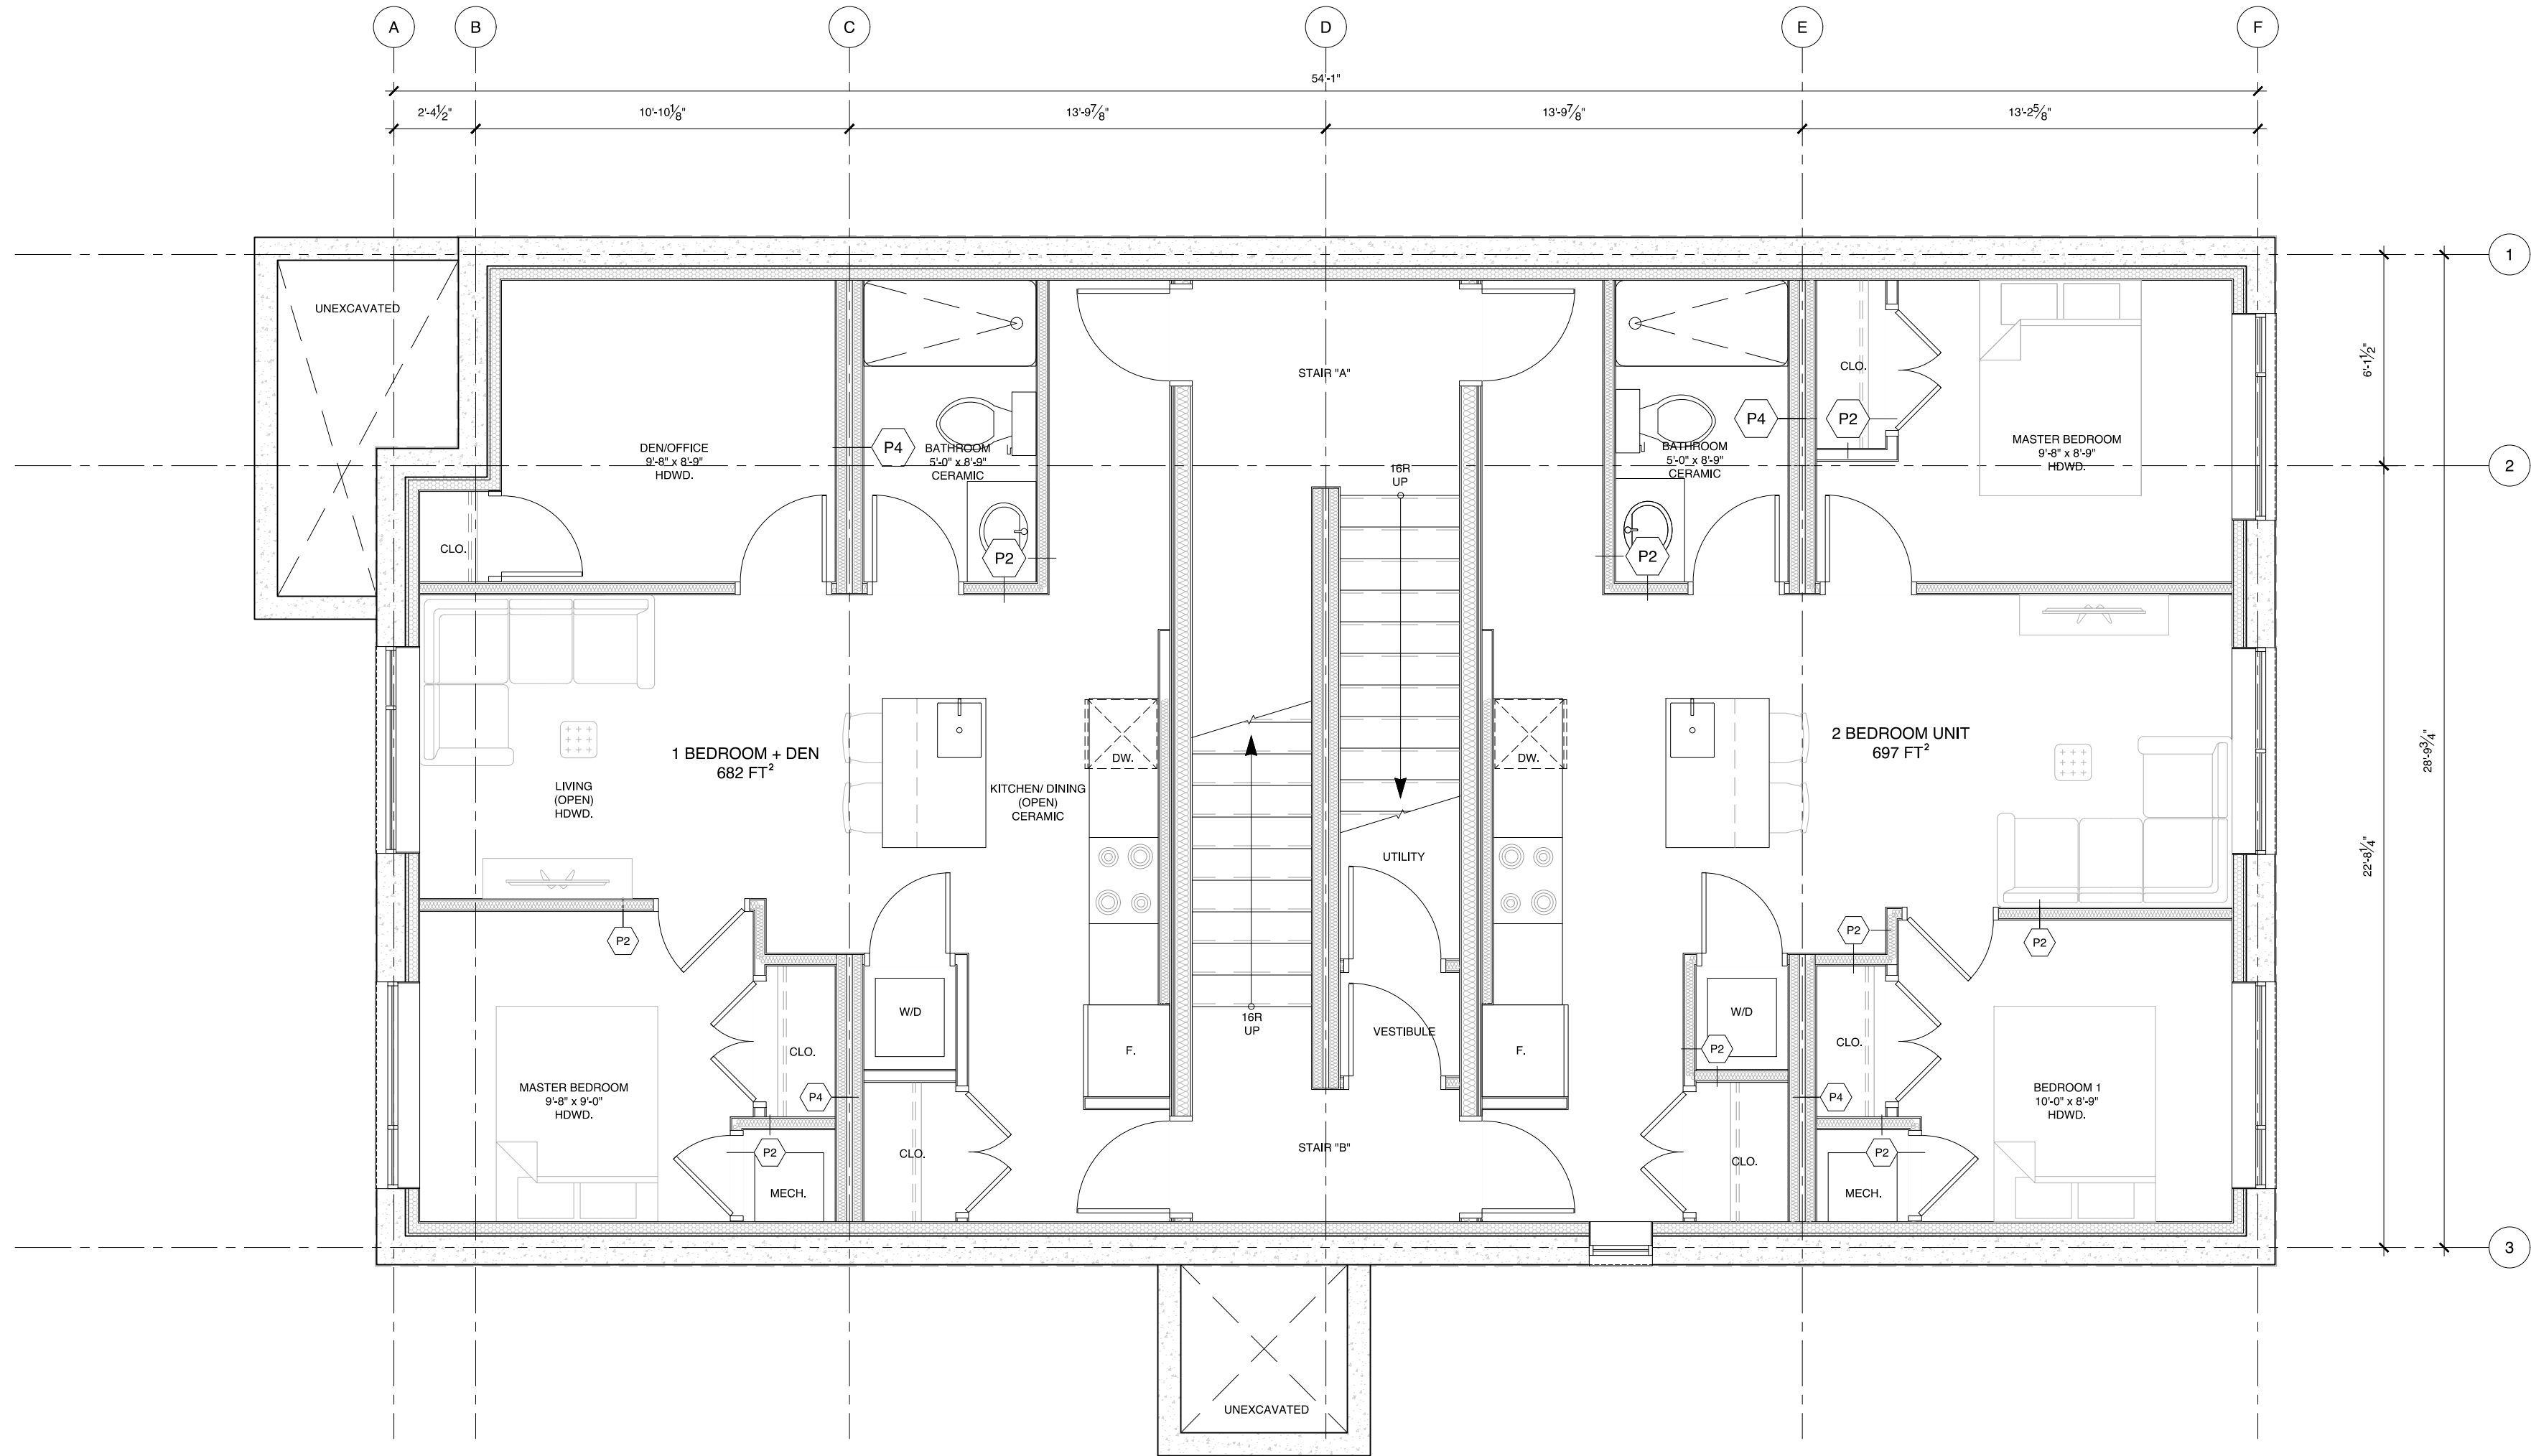 A
B
C
D
E
F
54'-1"
2'-4½"
10'-10⅛"
13'-9⅞"
13'-9⅞"
13'-2⅝"
1
UNEXCAVATED
6'-1½"
STAIR "A"
CLO.
P4
P4
P2
DEN/OFFICE
9'-8" x 8'-9"
HDWD.
BATHROOM
5'-0" x 8'-9"
CERAMIC
BATHROOM
5'-0" x 8'-9"
CERAMIC
MASTER BEDROOM
9'-8" x 8'-9"
HDWD.
2
16R
UP
CLO.
P2
P2
1 BEDROOM + DEN
682 FT²
2 BEDROOM UNIT
697 FT²
28'-9¾"
DW.
DW.
LIVING
(OPEN)
HDWD.
KITCHEN/ DINING
(OPEN)
CERAMIC
UTILITY
22'-8¼"
P2
P2
P2
W/D
W/D
16R
UP
VESTIBULE
CLO.
F.
F.
P2
CLO.
MASTER BEDROOM
9'-8" x 9'-0"
HDWD.
P4
P4
BEDROOM 1
10'-0" x 8'-9"
HDWD.
P2
CLO.
STAIR "B"
CLO.
P2
MECH.
MECH.
3
UNEXCAVATED